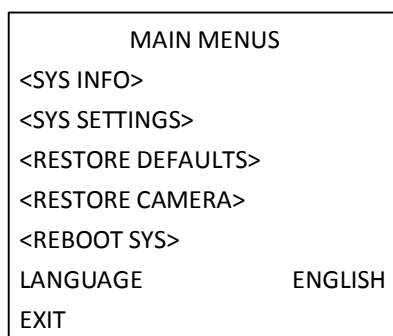 MAIN MENUS
<SYS INFO>
<SYS SETTINGS>
<RESTORE DEFAULTS>
<RESTORE CAMERA>
<REBOOT SYS>
LANGUAGE ENGLISH
EXIT